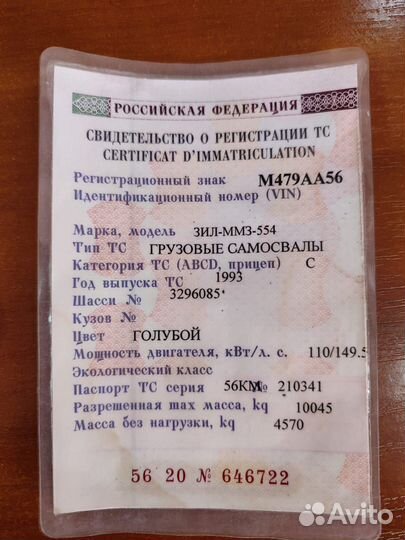 РОССИЙСКАЯ ФЕДЕРАЦИЯ
СВИДЕТЕЛЬСТВО О РЕГИСТРАЦИИ ТС
CERTIFICAT D'IMMATRICULATION
Регистрационный знак М479АА56
Идентификационный номер (VIN)
Марка, модель ЗИЛ-ММЗ-554
Тип ТС ГРУЗОВЫЕ САМОСВАЛЫ
Категория ТС (ABCD, прицеп) C
Год выпуска ТС 1993
Шасси № 3296085*
Кузов №
Цвет ГОЛУБОЙ
Мощность двигателя, кВт/л. с. 110/149.5
Экологический класс
Паспорт ТС серия 56КМ № 210341
Разрешенная max масса, kg 10045
Масса без нагрузки, kg 4570
56 20 № 646722
Avito